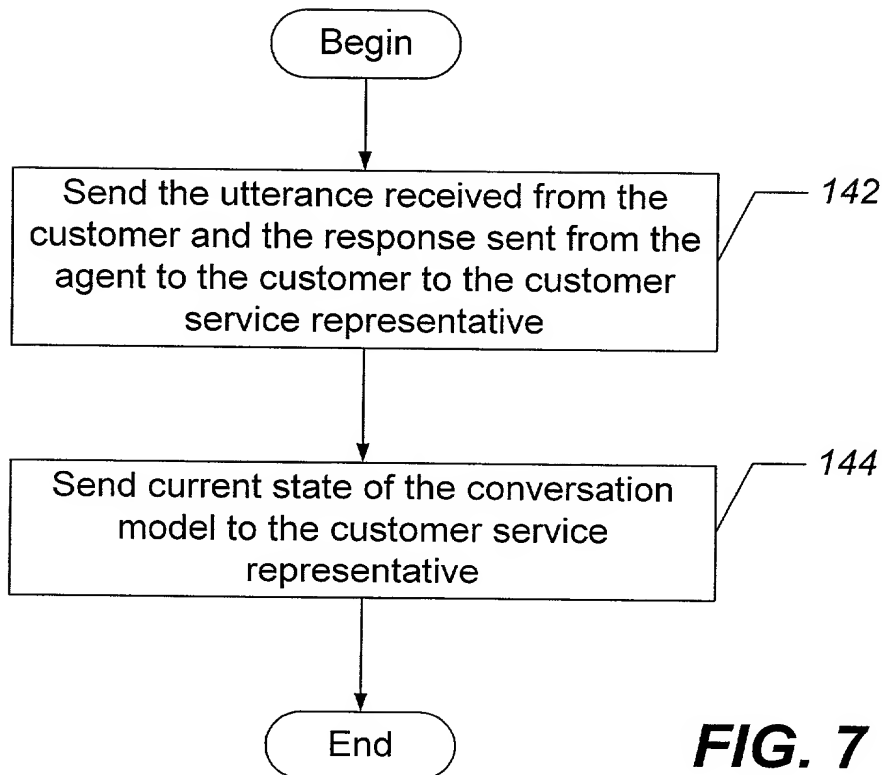 Begin
Send the utterance received from the
customer and the response sent from the
agent to the customer to the customer
service representative
142
Send current state of the conversation
model to the customer service
representative
144
End
FIG. 7